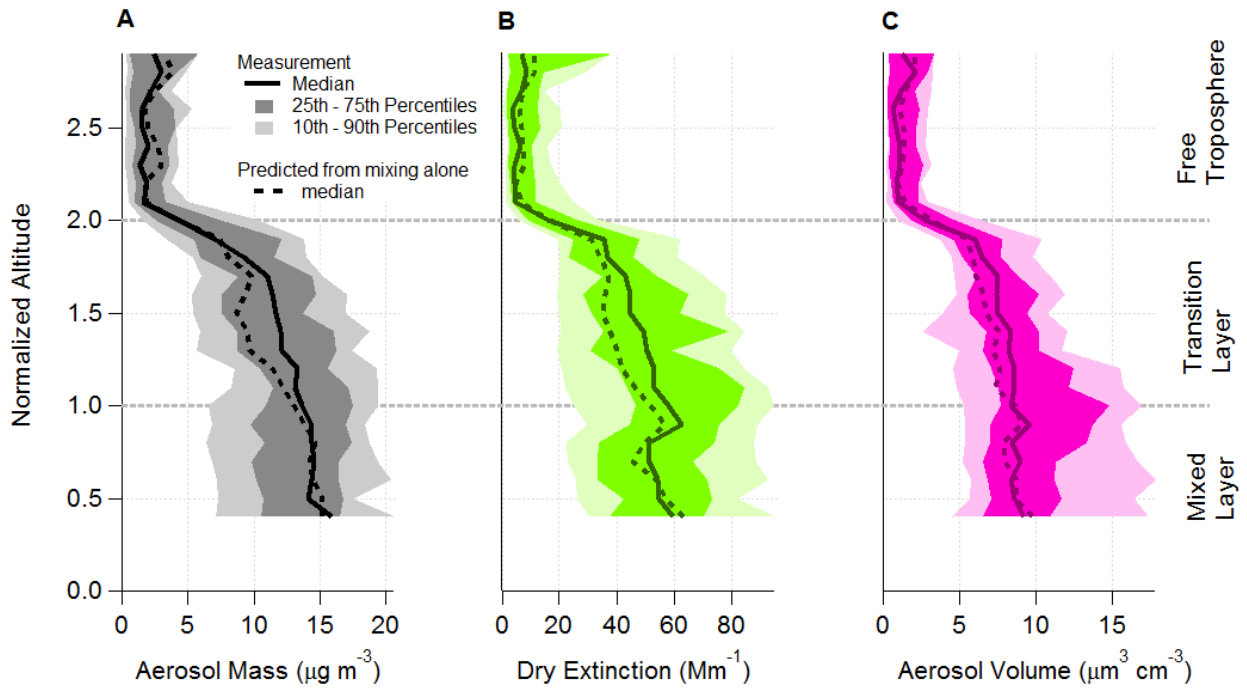 A
B
C
Measurement
Median
25th - 75th Percentiles
10th - 90th Percentiles
Predicted from mixing alone
median
Normalized Altitude
2.5
2.0
1.5
1.0
0.5
0.0
0 5 10 15 20
0 20 40 60 80
0 5 10 15
Aerosol Mass (μg m⁻³)
Dry Extinction (Mm⁻¹)
Aerosol Volume (μm³ cm⁻³)
Free
Troposphere
Transition
Layer
Mixed
Layer